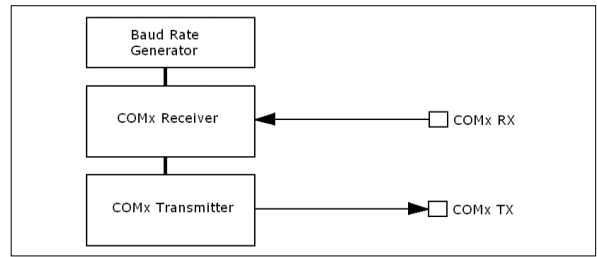 Baud Rate
Generator
COMx Receiver
COMx RX
COMx Transmitter
COMx TX